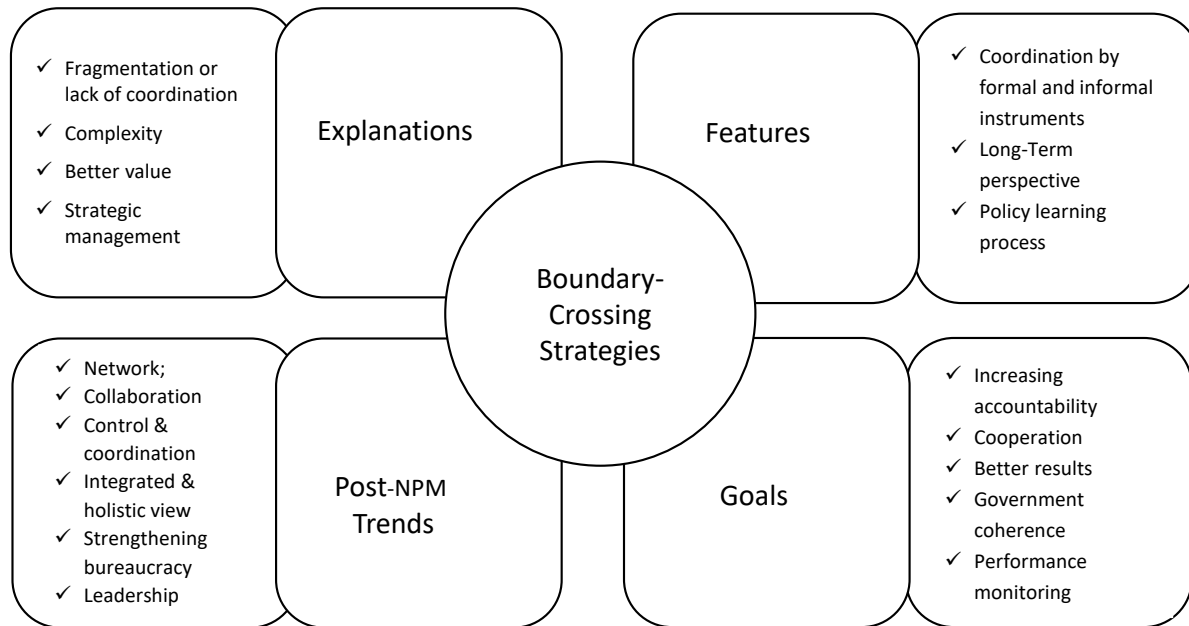 ✓ Fragmentation or
lack of coordination
✓ Complexity
✓ Better value
✓ Strategic
management
Explanations
Features
✓ Coordination by
formal and informal
instruments
✓ Long-Term
perspective
✓ Policy learning
process
Boundary-
Crossing
Strategies
✓ Network;
✓ Collaboration
✓ Control &
coordination
✓ Integrated &
holistic view
✓ Strengthening
bureaucracy
✓ Leadership
Post-NPM
Trends
Goals
✓ Increasing
accountability
✓ Cooperation
✓ Better results
✓ Government
coherence
✓ Performance
monitoring